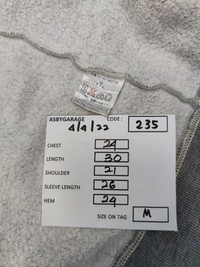 ASBYGARAGE CODE : 235
4/4/22
CHEST 24
LENGTH 30
SHOULDER 21
SLEEVE LENGTH 26
HEM 24
SIZE ON TAG M